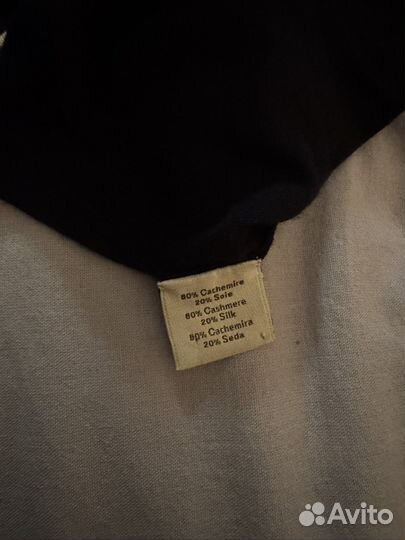 80% Cachemire
20% Soie
80% Cashmere
20% Silk
80% Cachemira
20% Seda
Avito